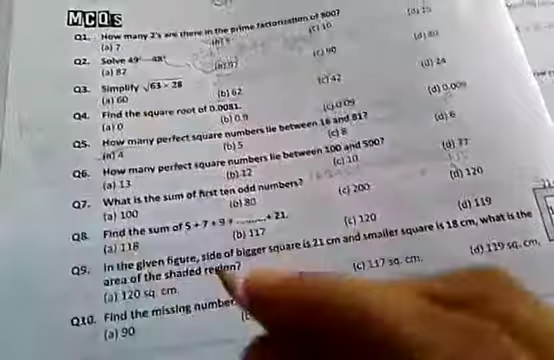 MCQ's
Q1. How many 2's are there in the prime factorization of 800?
(a) 7 (c) 10
Q2. Solve 49² – 48²
(a) 82 (b) 97 (c) 90 (d) 80
Q3. Simplify √63 × 28
(a) 60 (b) 62 (c) 42 (d) 24
Q4. Find the square root of 0.0081.
(a) 0 (b) 0.9 (c) 0.09 (d) 0.009
Q5. How many perfect square numbers lie between 16 and 81?
(a) 4 (b) 5 (c) 8 (d) 6
Q6. How many perfect square numbers lie between 100 and 500?
(a) 13 (b) 12 (c) 10 (d) 77
Q7. What is the sum of first ten odd numbers?
(a) 100 (b) 80 (c) 200 (d) 120
Q8. Find the sum of 5 + 7 + 9 + ............ + 21.
(a) 118 (b) 117 (c) 120 (d) 119
Q9. In the given figure, side of bigger square is 21 cm and smaller square is 18 cm, what is the
area of the shaded region?
(a) 120 sq. cm. (c) 117 sq. cm. (d) 119 sq. cm.
Q10. Find the missing number
(a) 90